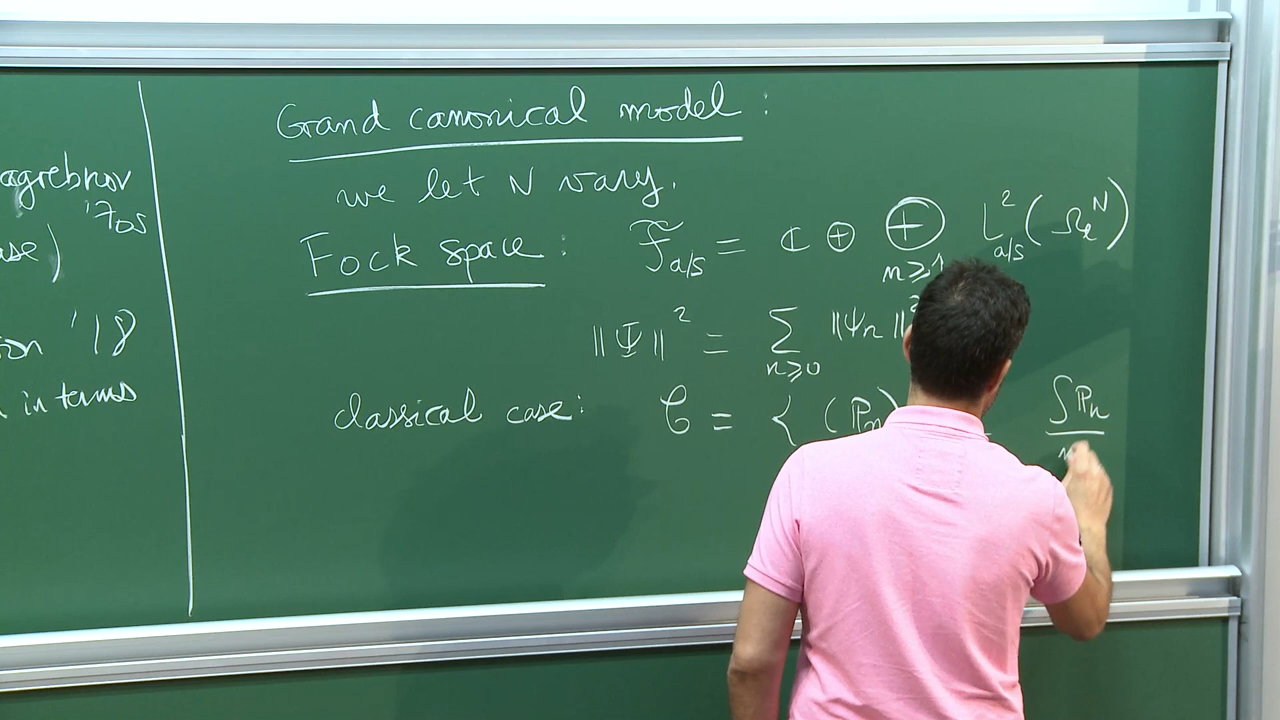 agrebnov
'70s
ase)
on '18
in terms
Grand canonical model :
we let N vary.
Fock space : ℱ_{a/s} = ℂ ⊕ ⊕_{n⩾1} L²_{a/s}(Ω_ℓ^N)
||Ψ||² = Σ_{n⩾0} ||Ψ_n||²
classical case : 𝒞 = { (ℙ_n) ∫ℙ_n